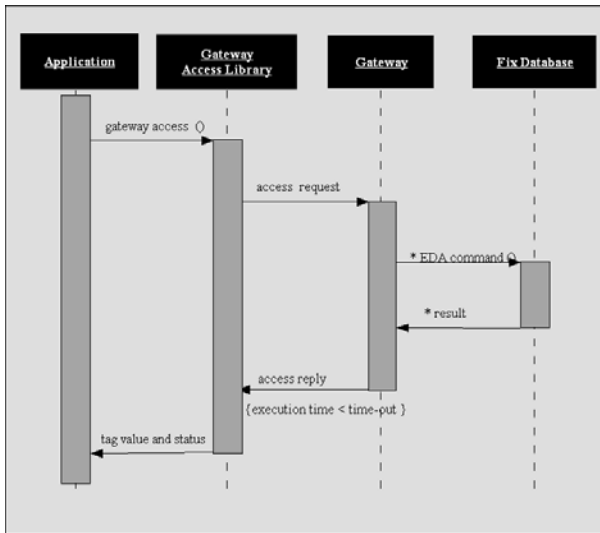 Application
Gateway
Access Library
Gateway
Fix Database
gateway access ()
access request
* EDA command ()
* result
access reply
{execution time < time-out }
tag value and status